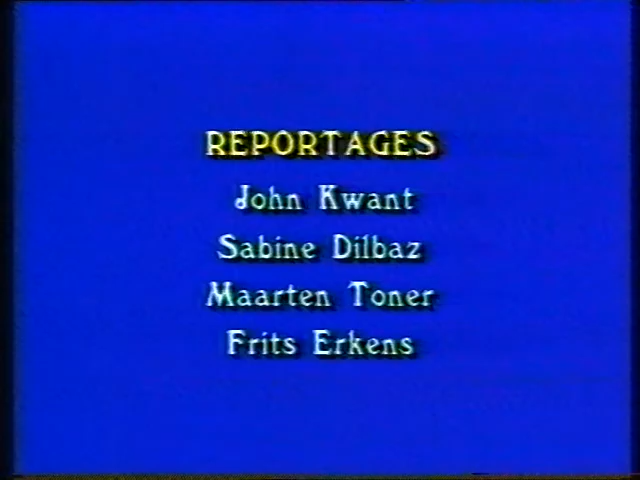 REPORTAGES
John Kwant
Sabine Dilbaz
Maarten Toner
Frits Erkens